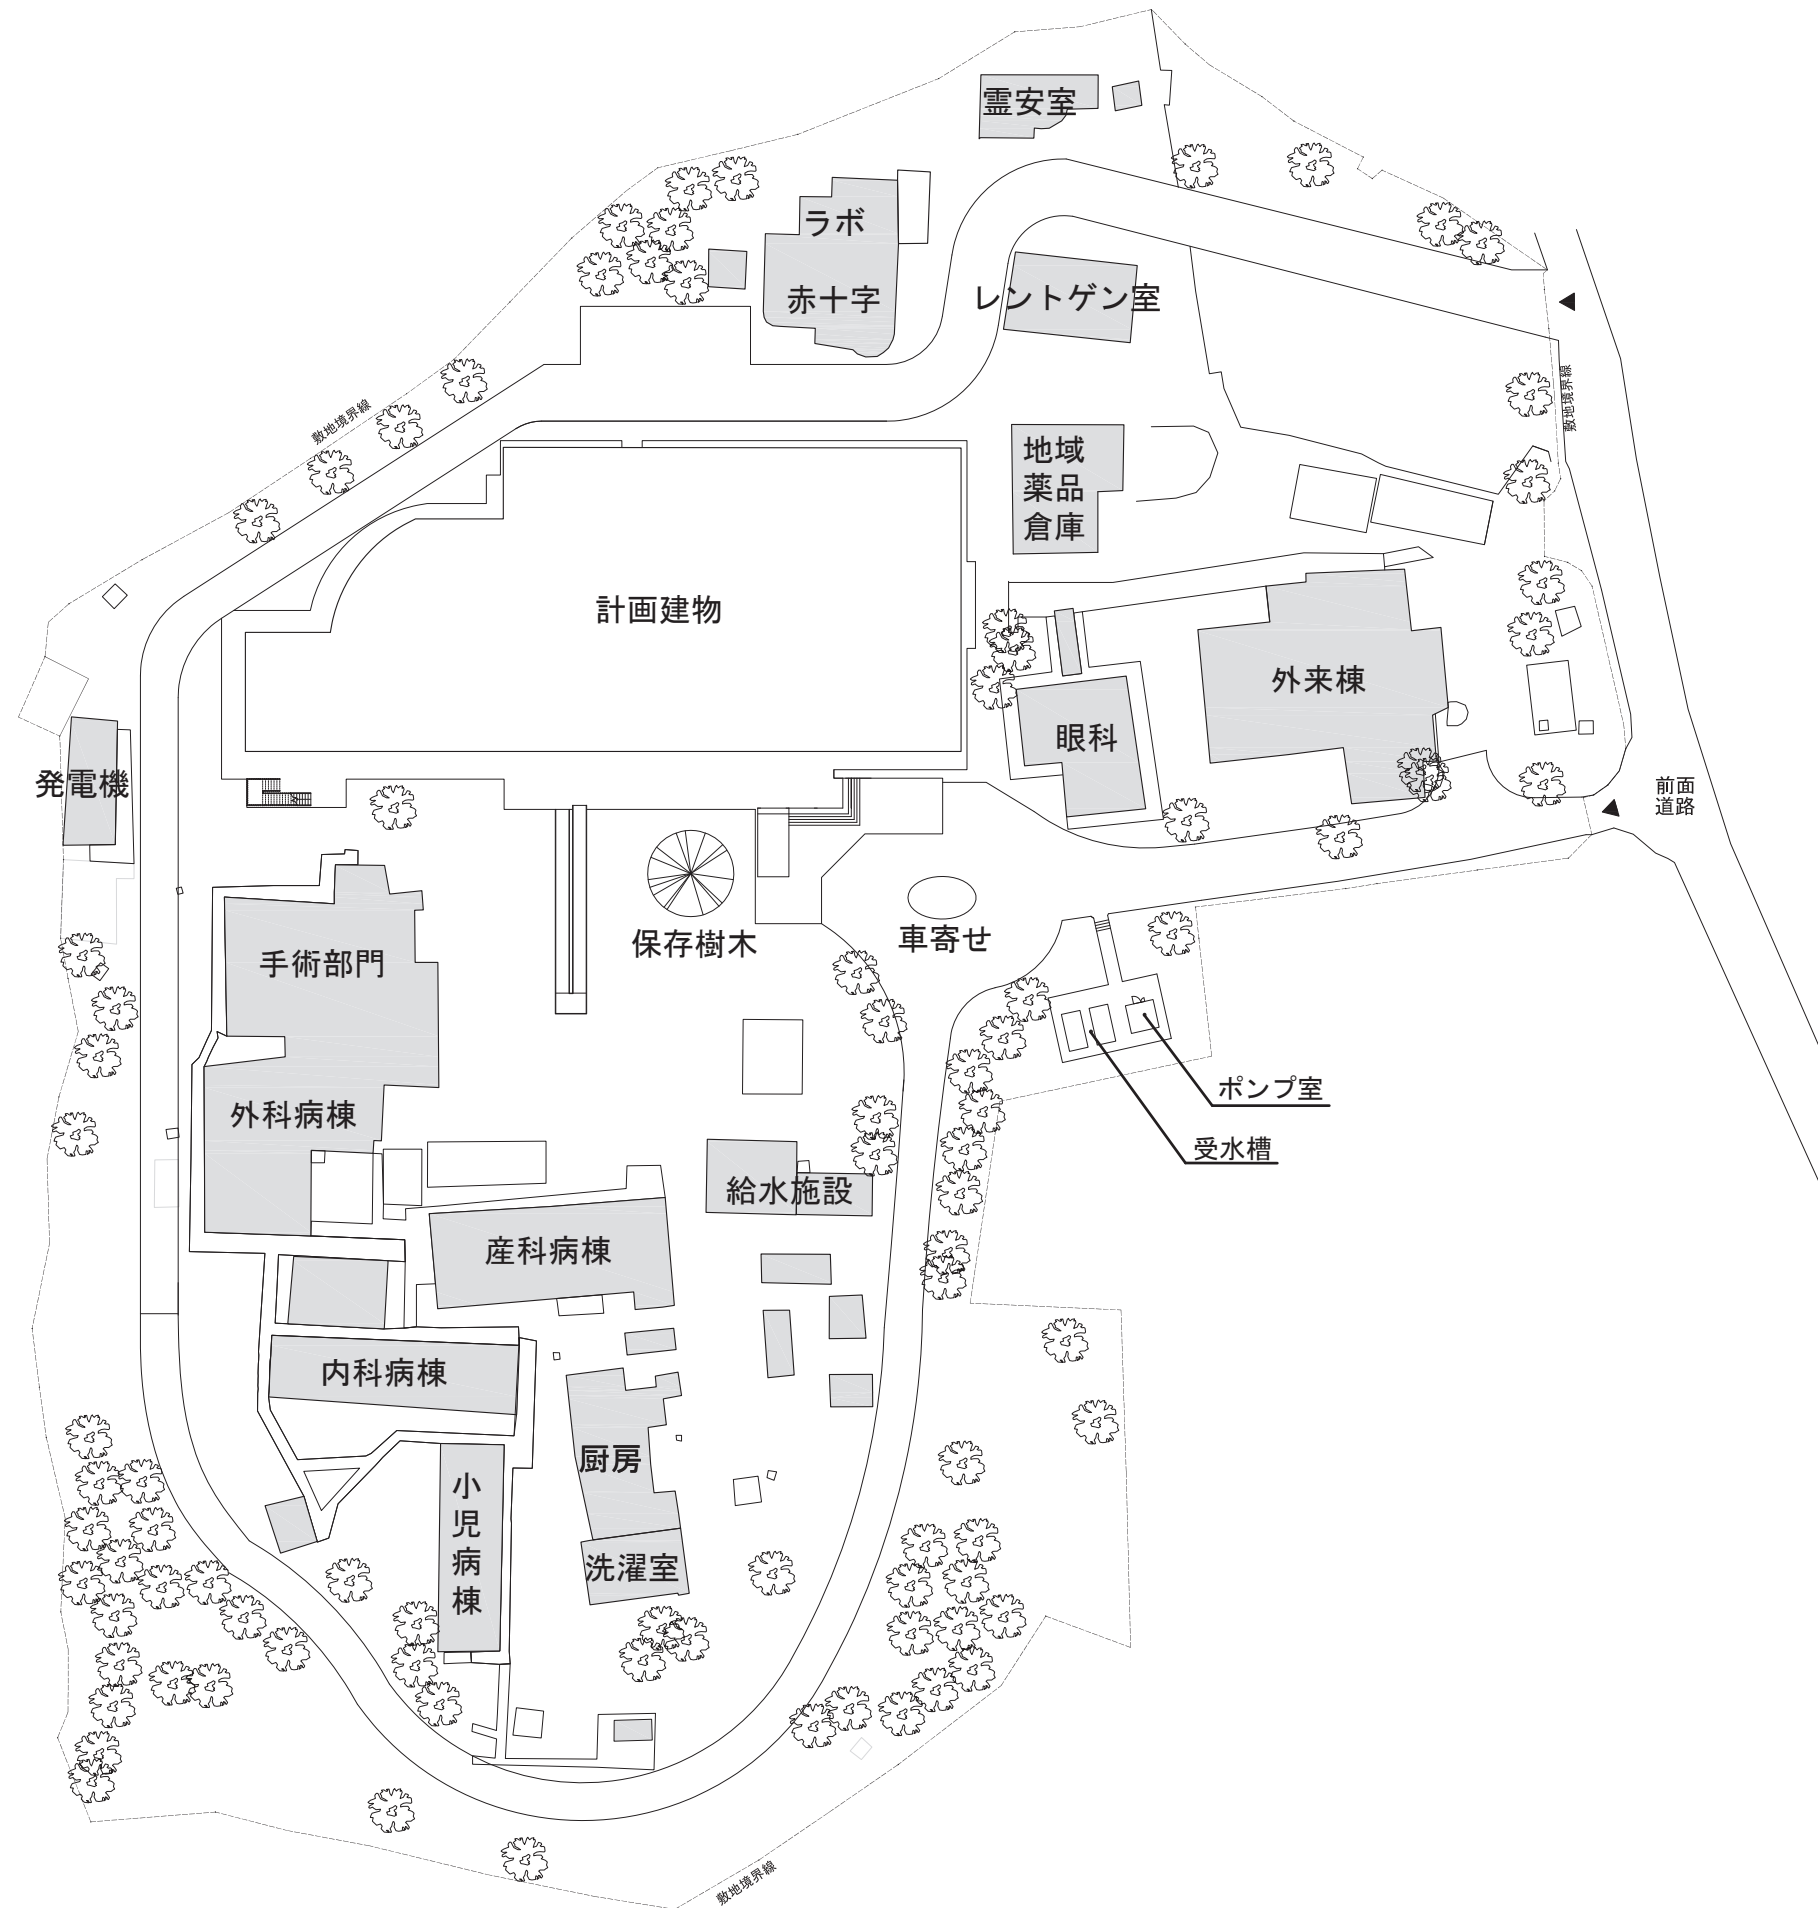 霊安室
ラボ
赤十字
レントゲン室
敷地境界線
敷地境界線
地域
薬品
倉庫
計画建物
外来棟
眼科
発電機
前面
道路
保存樹木
車寄せ
手術部門
ポンプ室
外科病棟
受水槽
給水施設
産科病棟
内科病棟
厨房
小
児
病
棟
洗濯室
敷地境界線